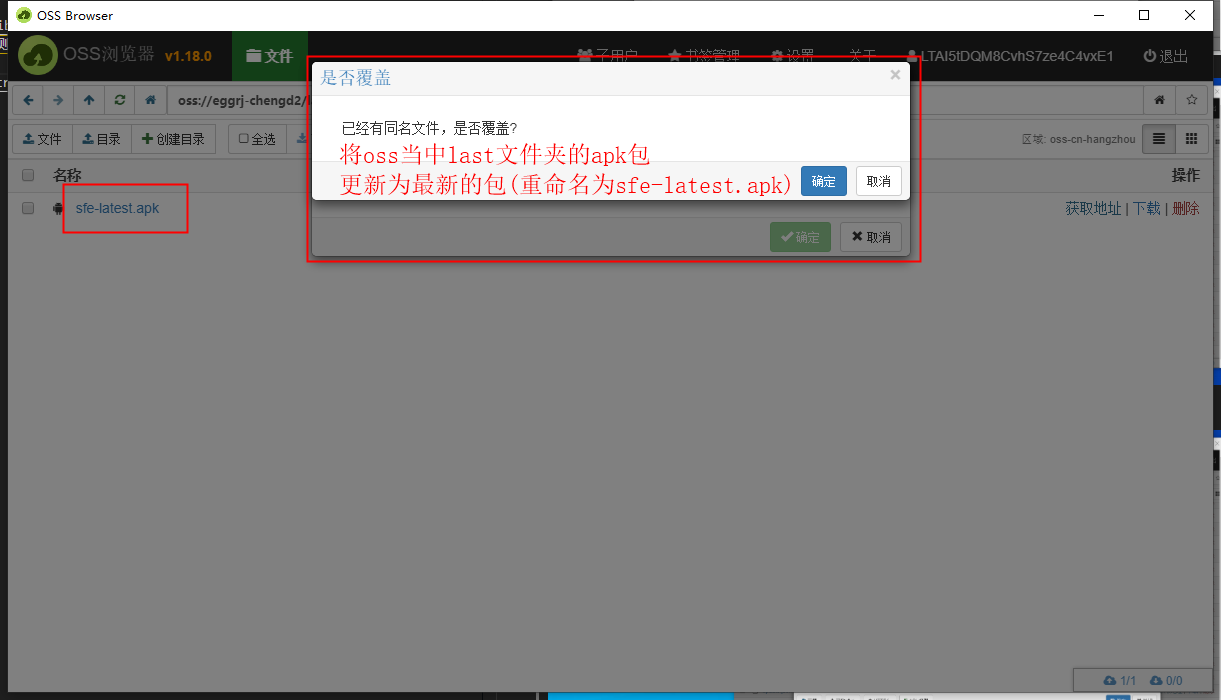 OSS Browser
OSS浏览器 v1.18.0 文件 子用户 书签管理 设置 关于 LTAI5tDQM8CvhS7ze4C4vxE1 退出
是否覆盖 ×
oss://eggrj-chengd2/
已经有同名文件，是否覆盖?
文件 目录 创建目录 全选 区域: oss-cn-hangzhou
将oss当中last文件夹的apk包
更新为最新的包(重命名为sfe-latest.apk)
确定 取消
名称 操作
sfe-latest.apk 获取地址 | 下载 | 删除
确定 取消
1/1 0/0